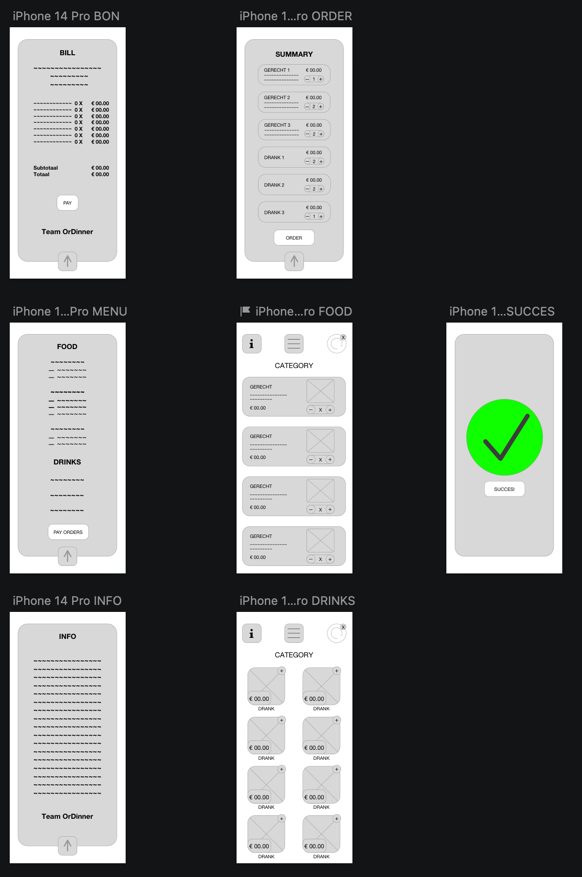 iPhone 14 Pro BON
BILL
0 X € 00.00
0 X € 00.00
0 X € 00.00
0 X € 00.00
0 X € 00.00
0 X € 00.00
0 X € 00.00
Subtotaal € 00.00
Totaal € 00.00
PAY
Team OrDinner
iPhone 1...ro ORDER
SUMMARY
GERECHT 1 € 00.00
− 1 +
GERECHT 2 € 00.00
− 2 +
GERECHT 3 € 00.00
− 2 +
€ 00.00
DRANK 1
− 2 +
€ 00.00
DRANK 2
− 2 +
€ 00.00
DRANK 3
− 1 +
ORDER
iPhone 1...Pro MENU
FOOD
DRINKS
PAY ORDERS
iPhone...ro FOOD
i
X
CATEGORY
GERECHT
€ 00.00
− X +
GERECHT
€ 00.00
− X +
GERECHT
€ 00.00
− X +
GERECHT
€ 00.00
− X +
iPhone 1...SUCCES
SUCCES!
iPhone 14 Pro INFO
INFO
Team OrDinner
iPhone 1...ro DRINKS
i
X
CATEGORY
+ +
€ 00.00 € 00.00
DRANK DRANK
+ +
€ 00.00 € 00.00
DRANK DRANK
+ +
€ 00.00 € 00.00
DRANK DRANK
+ +
€ 00.00 € 00.00
DRANK DRANK